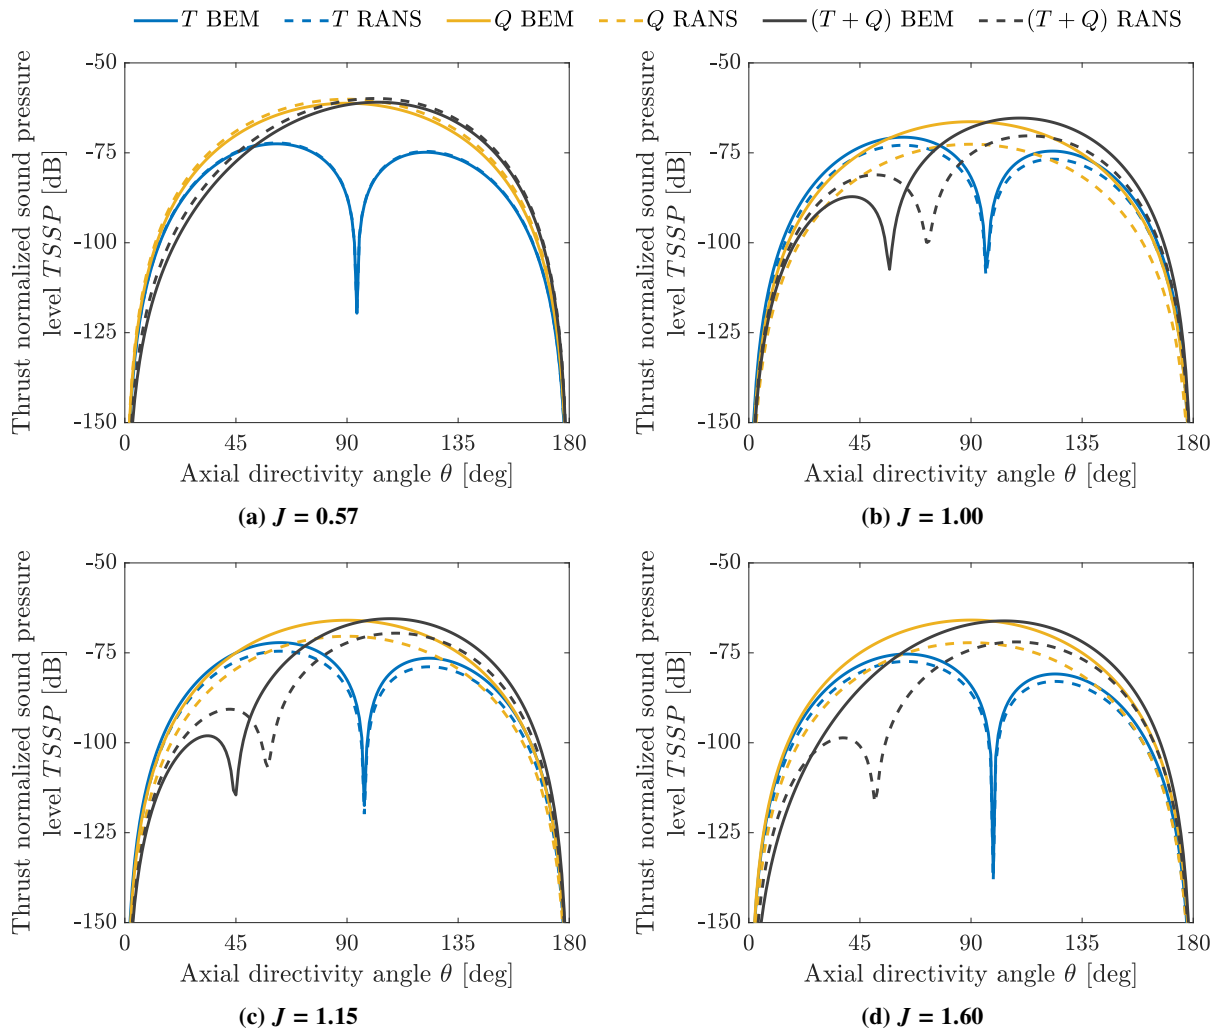 T BEM T RANS Q BEM Q RANS (T + Q) BEM (T + Q) RANS
Thrust normalized sound pressure
level TSSP [dB]
-50
-75
-100
-125
-150
0 45 90 135 180
Axial directivity angle θ [deg]
(a) J = 0.57
Thrust normalized sound pressure
level TSSP [dB]
-50
-75
-100
-125
-150
0 45 90 135 180
Axial directivity angle θ [deg]
(b) J = 1.00
Thrust normalized sound pressure
level TSSP [dB]
-50
-75
-100
-125
-150
0 45 90 135 180
Axial directivity angle θ [deg]
(c) J = 1.15
Thrust normalized sound pressure
level TSSP [dB]
-50
-75
-100
-125
-150
0 45 90 135 180
Axial directivity angle θ [deg]
(d) J = 1.60